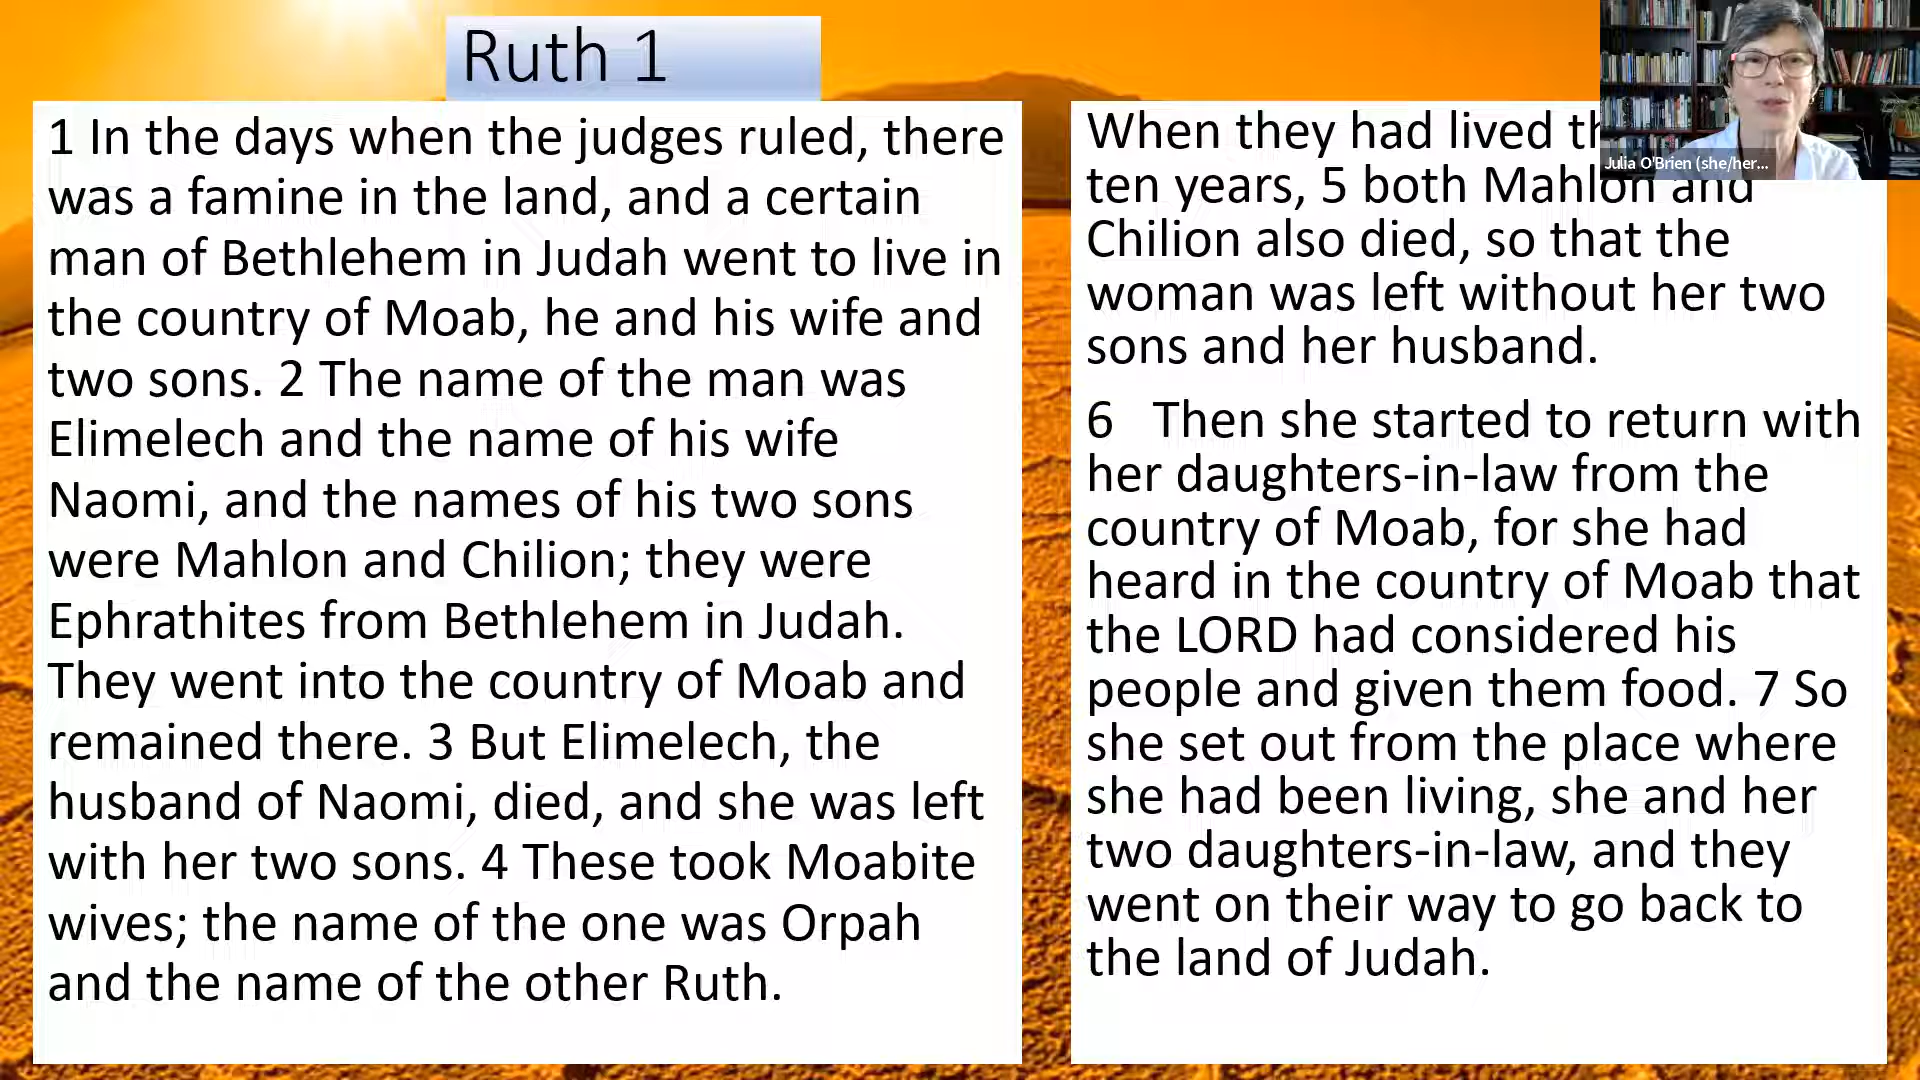 Ruth 1
1 In the days when the judges ruled, there
was a famine in the land, and a certain
man of Bethlehem in Judah went to live in
the country of Moab, he and his wife and
two sons. 2 The name of the man was
Elimelech and the name of his wife
Naomi, and the names of his two sons
were Mahlon and Chilion; they were
Ephrathites from Bethlehem in Judah.
They went into the country of Moab and
remained there. 3 But Elimelech, the
husband of Naomi, died, and she was left
with her two sons. 4 These took Moabite
wives; the name of the one was Orpah
and the name of the other Ruth.
When they had lived
ten years, 5 both Mahlon and
Chilion also died, so that the
woman was left without her two
sons and her husband.
6 Then she started to return with
her daughters-in-law from the
country of Moab, for she had
heard in the country of Moab that
the LORD had considered his
people and given them food. 7 So
she set out from the place where
she had been living, she and her
two daughters-in-law, and they
went on their way to go back to
the land of Judah.
Julia O'Brien (she/her...